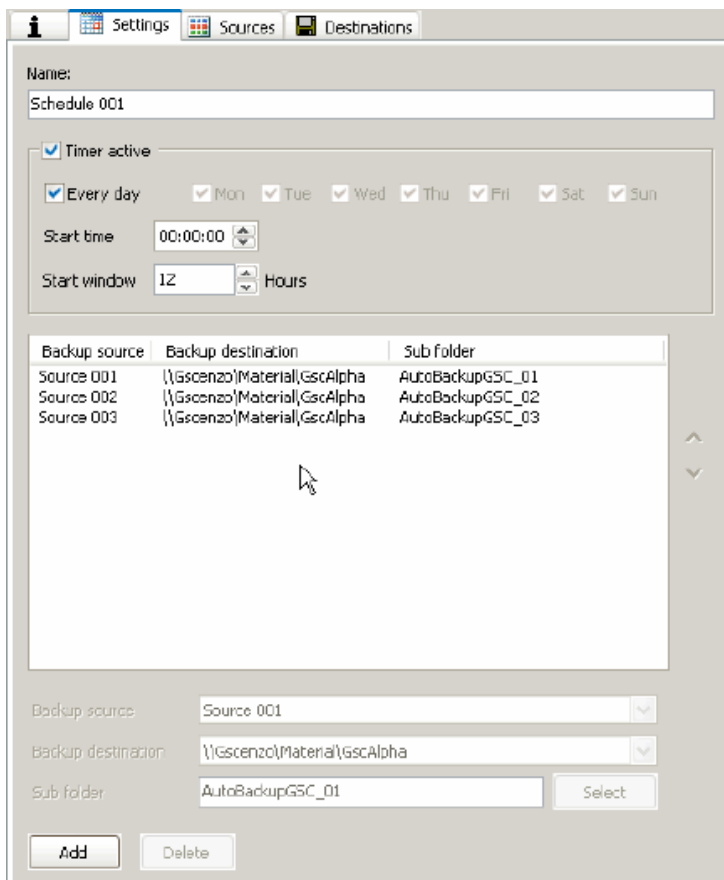 i Settings Sources Destinations
Name:
Schedule 001
Timer active
Every day Mon Tue Wed Thu Fri Sat Sun
Start time 00:00:00
Start window 12 Hours
Backup source Backup destination Sub folder
Source 001 \\Gscenzo\Material\GscAlpha AutoBackupGSC_01
Source 002 \\Gscenzo\Material\GscAlpha AutoBackupGSC_02
Source 003 \\Gscenzo\Material\GscAlpha AutoBackupGSC_03
Backup source Source 001
Backup destination \\Gscenzo\Material\GscAlpha
Sub folder AutoBackupGSC_01 Select
Add Delete